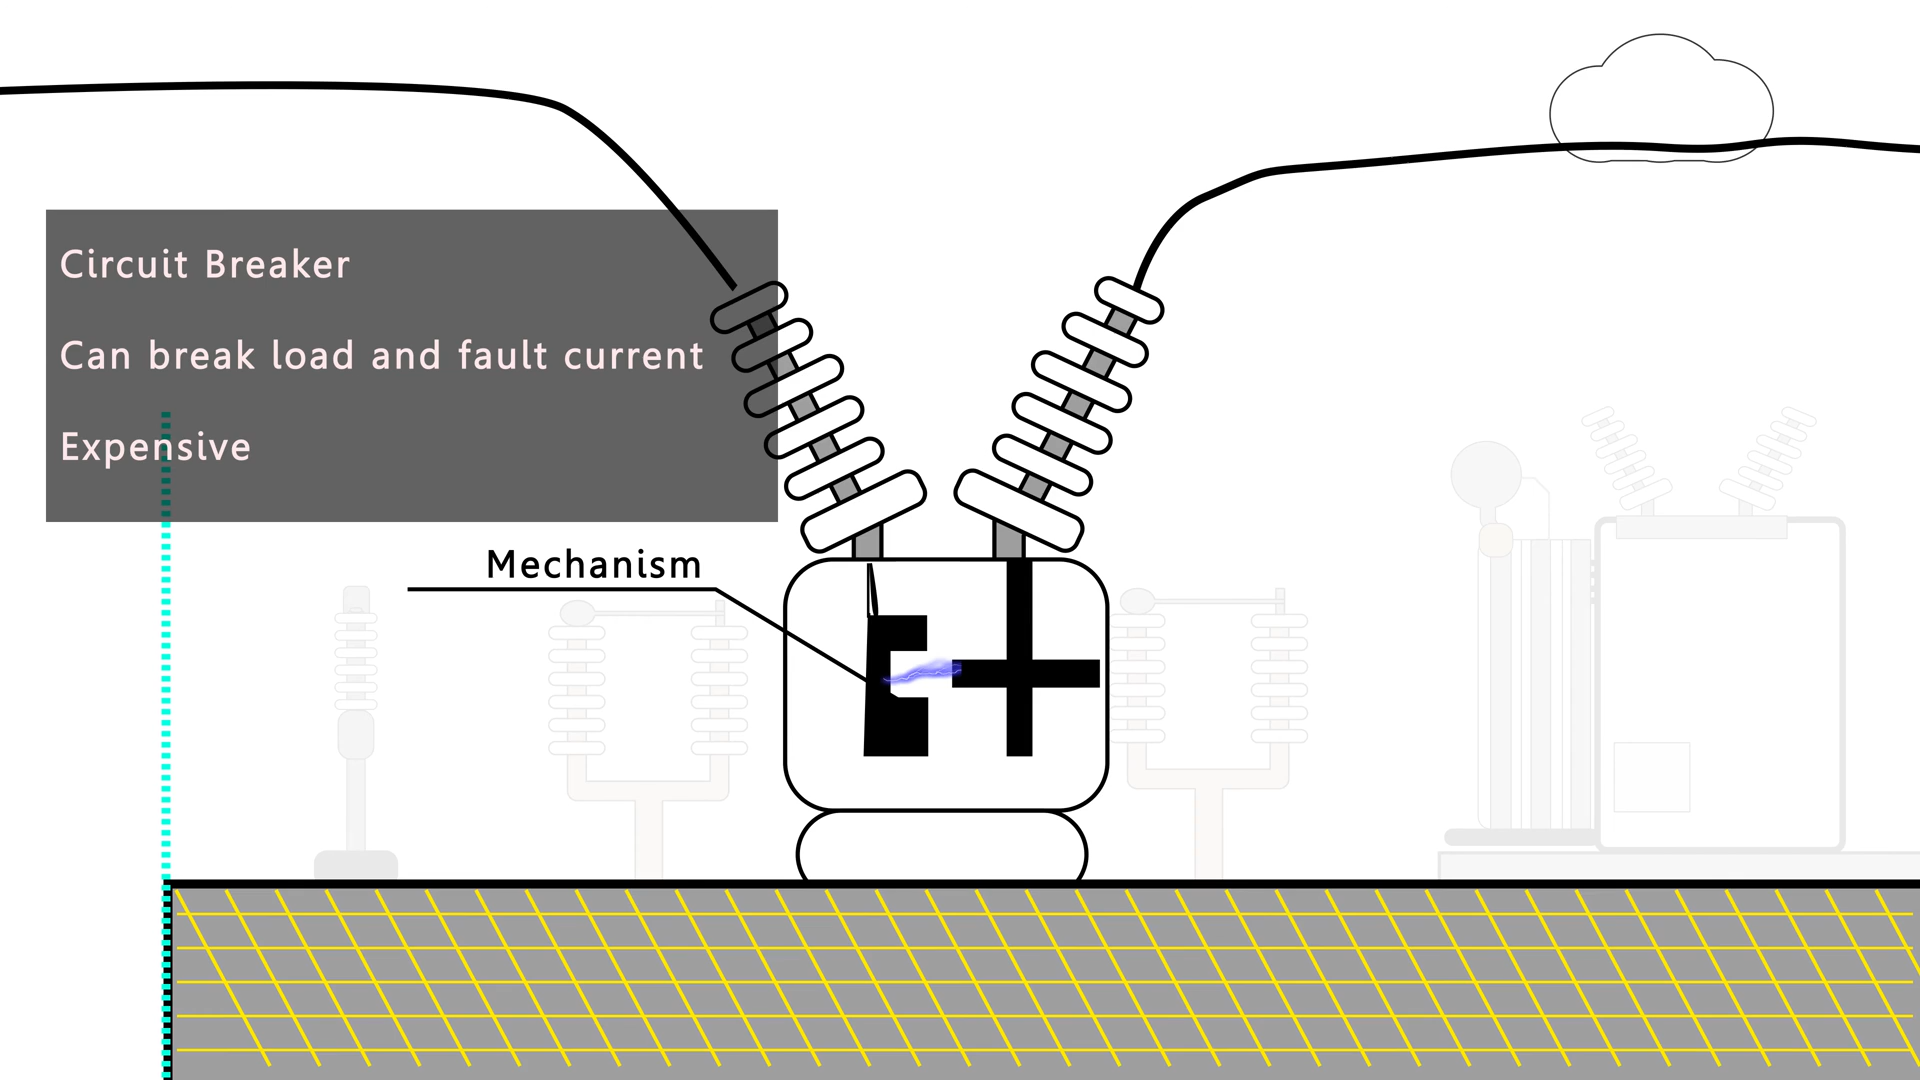 Circuit Breaker
Can break load and fault current
Expensive
Mechanism